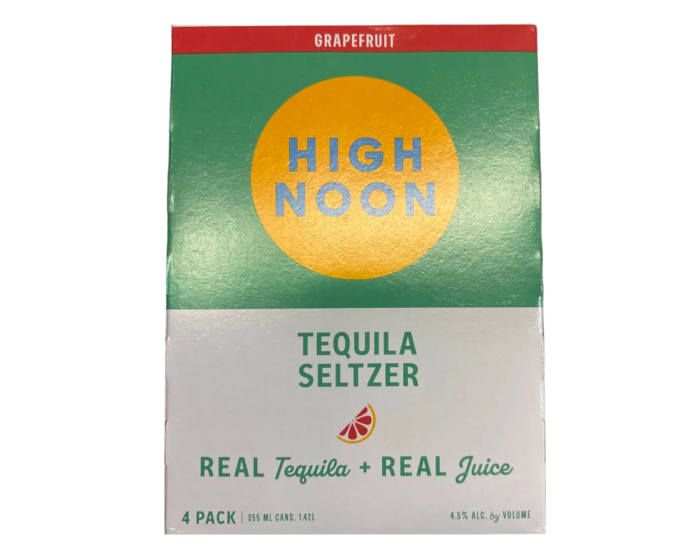 GRAPEFRUIT
HIGH
NOON
TEQUILA
SELTZER
REAL Tequila + REAL Juice
4 PACK | 355 ML CANS. 1.42L 4.5% ALC. by VOLUME